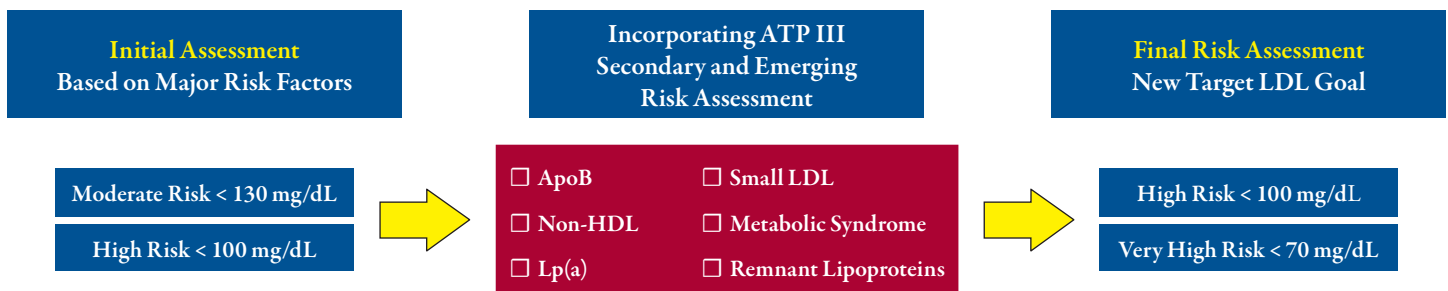 Initial Assessment
Based on Major Risk Factors
Incorporating ATP III
Secondary and Emerging
Risk Assessment
Final Risk Assessment
New Target LDL Goal
Moderate Risk < 130 mg/dL
High Risk < 100 mg/dL
☐ ApoB
☐ Non-HDL
☐ Lp(a)
☐ Small LDL
☐ Metabolic Syndrome
☐ Remnant Lipoproteins
High Risk < 100 mg/dL
Very High Risk < 70 mg/dL